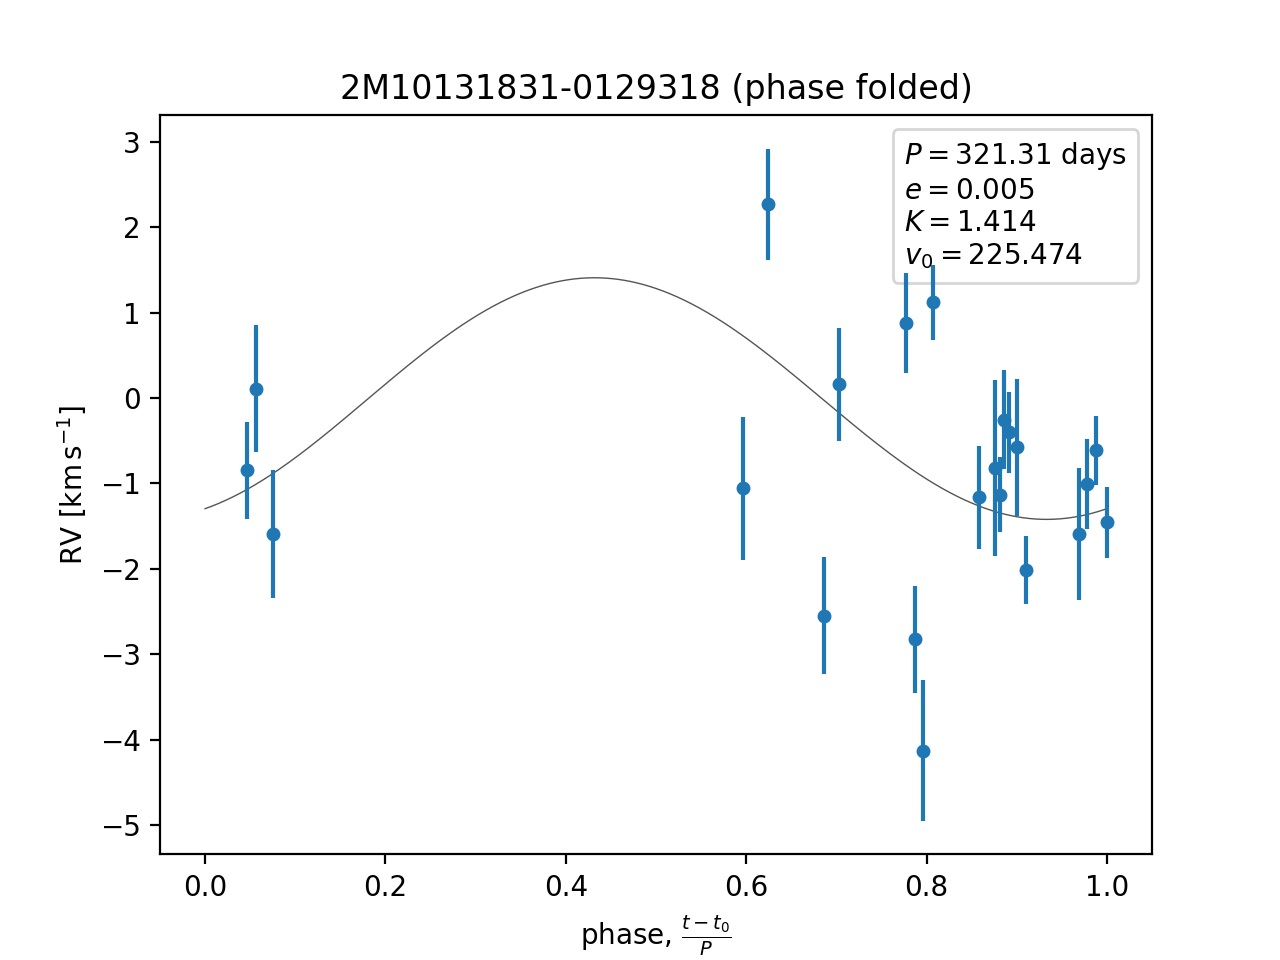 2M10131831-0129318 (phase folded)
P = 321.31 days
e = 0.005
K = 1.414
v₀ = 225.474
3
2
1
0
−1
−2
−3
−4
−5
RV [km s⁻¹]
0.0 0.2 0.4 0.6 0.8 1.0
phase, (t − t₀)/P